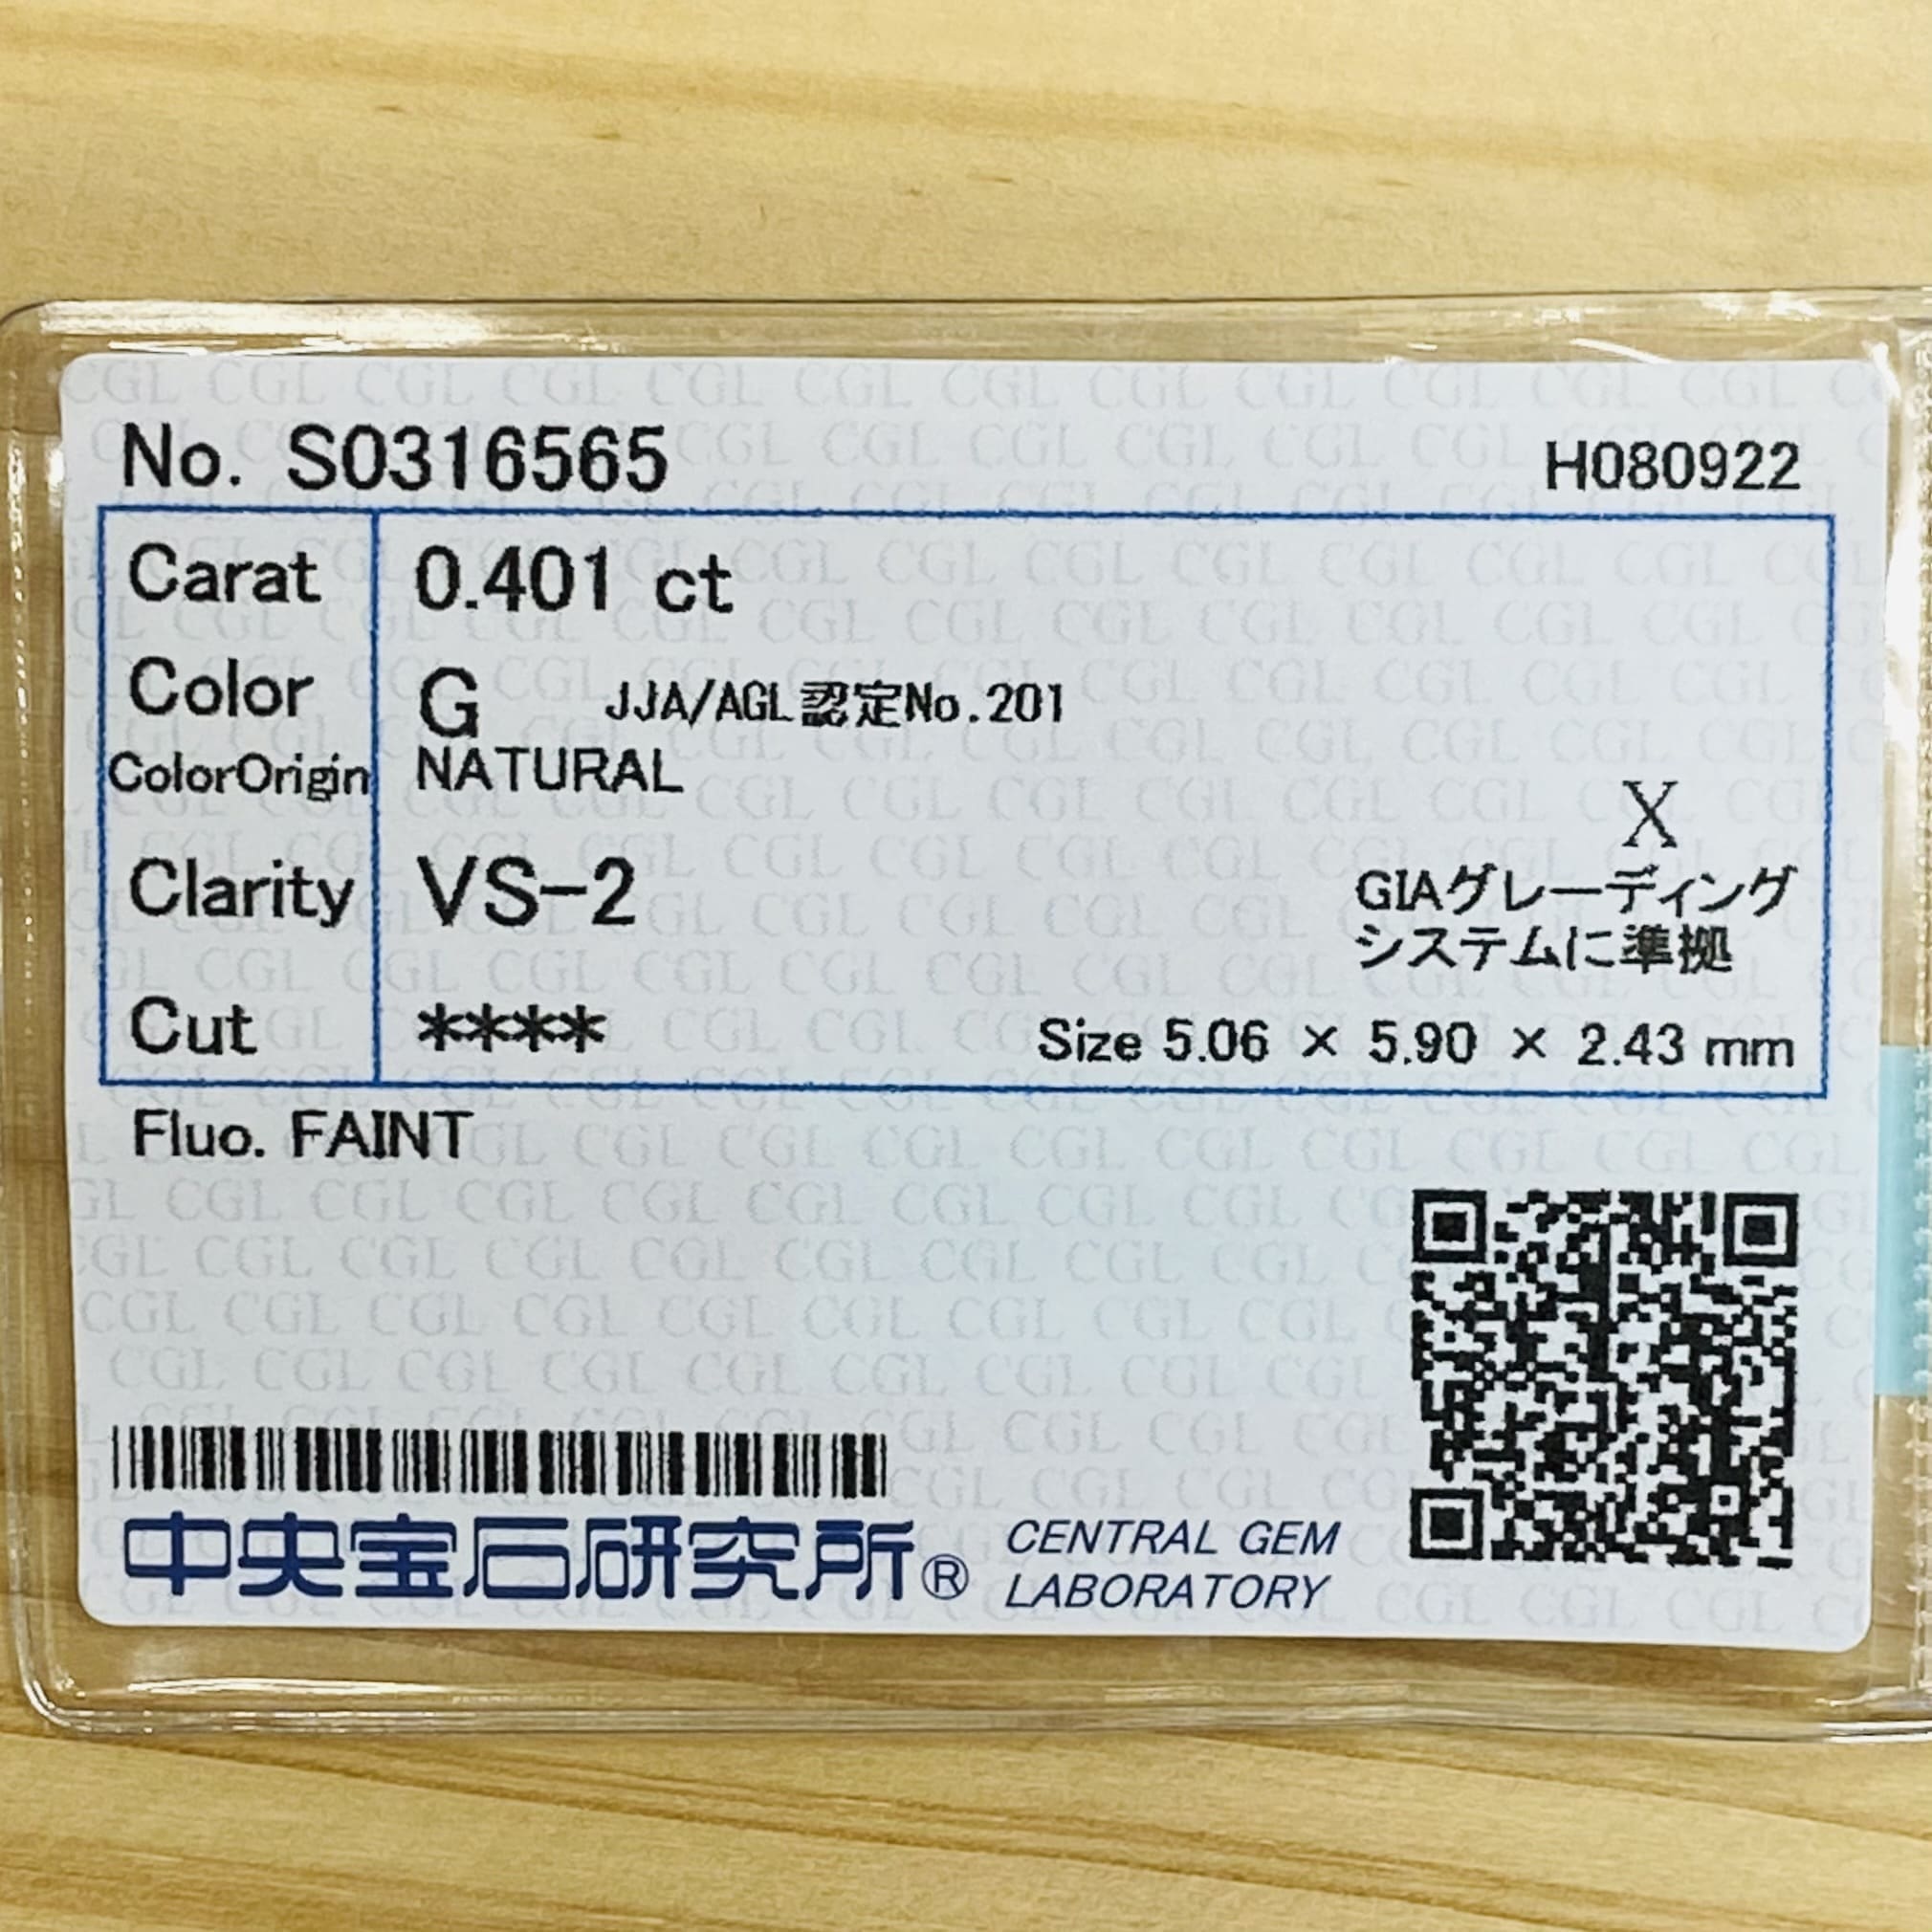 No. S0316565 H080922
Carat 0.401 ct
Color G JJA/AGL認定No.201
ColorOrigin NATURAL
X
Clarity VS-2 GIAグレーディング
システムに準拠
Cut **** Size 5.06 × 5.90 × 2.43 mm
Fluo. FAINT
中央宝石研究所® CENTRAL GEM
LABORATORY